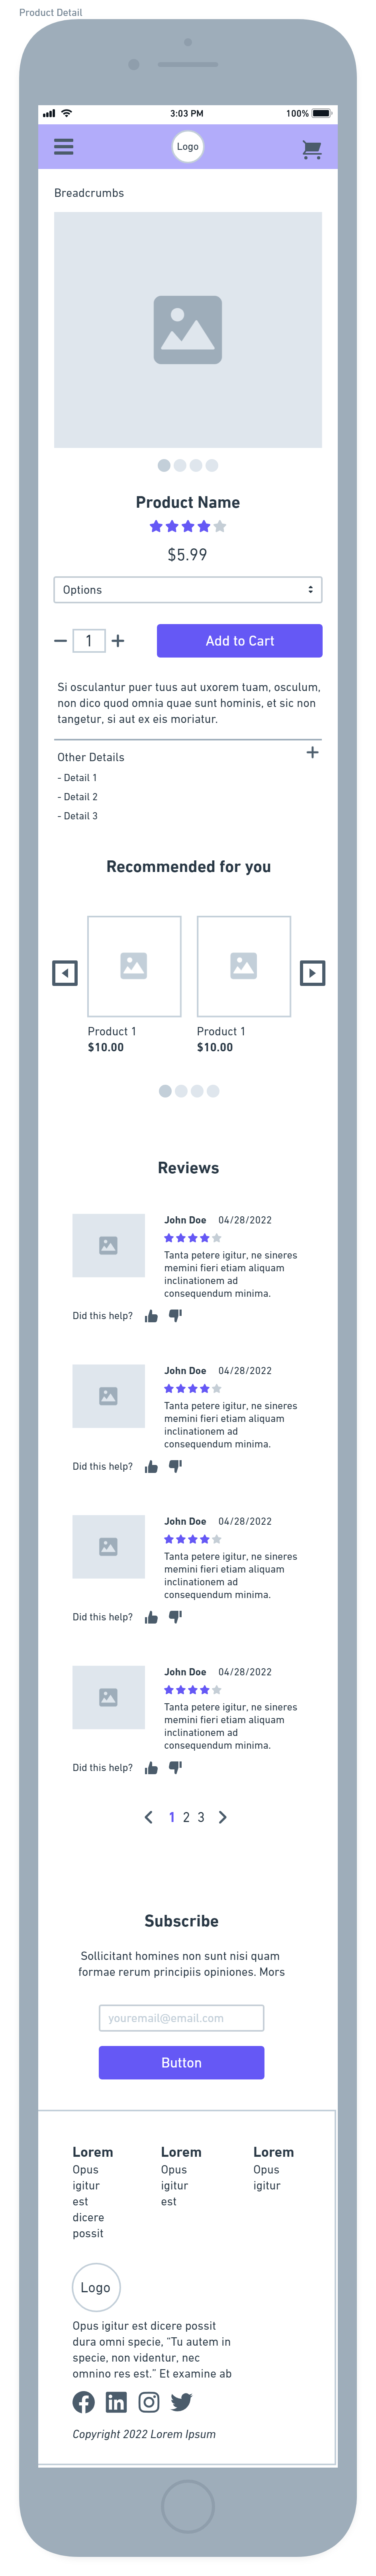 Product Detail
3:03 PM
100%
Logo
Breadcrumbs
Product Name
$5.99
Options
1
Add to Cart
Si osculantur puer tuus aut uxorem tuam, osculum,
non dico quod omnia quae sunt hominis, et sic non
tangetur, si aut ex eis moriatur.
Other Details
- Detail 1
- Detail 2
- Detail 3
Recommended for you
Product 1
$10.00
Product 1
$10.00
Reviews
John Doe 04/28/2022
Tanta petere igitur, ne sineres
memini fieri etiam aliquam
inclinationem ad
consequendum minima.
Did this help?
John Doe 04/28/2022
Tanta petere igitur, ne sineres
memini fieri etiam aliquam
inclinationem ad
consequendum minima.
Did this help?
John Doe 04/28/2022
Tanta petere igitur, ne sineres
memini fieri etiam aliquam
inclinationem ad
consequendum minima.
Did this help?
John Doe 04/28/2022
Tanta petere igitur, ne sineres
memini fieri etiam aliquam
inclinationem ad
consequendum minima.
Did this help?
1 2 3
Subscribe
Sollicitant homines non sunt nisi quam
formae rerum principiis opiniones. Mors
youremail@email.com
Button
Lorem
Opus
igitur
est
dicere
possit
Lorem
Opus
igitur
est
Lorem
Opus
igitur
Logo
Opus igitur est dicere possit
dura omni specie, "Tu autem in
specie, non videntur, nec
omnino res est." Et examine ab
Copyright 2022 Lorem Ipsum